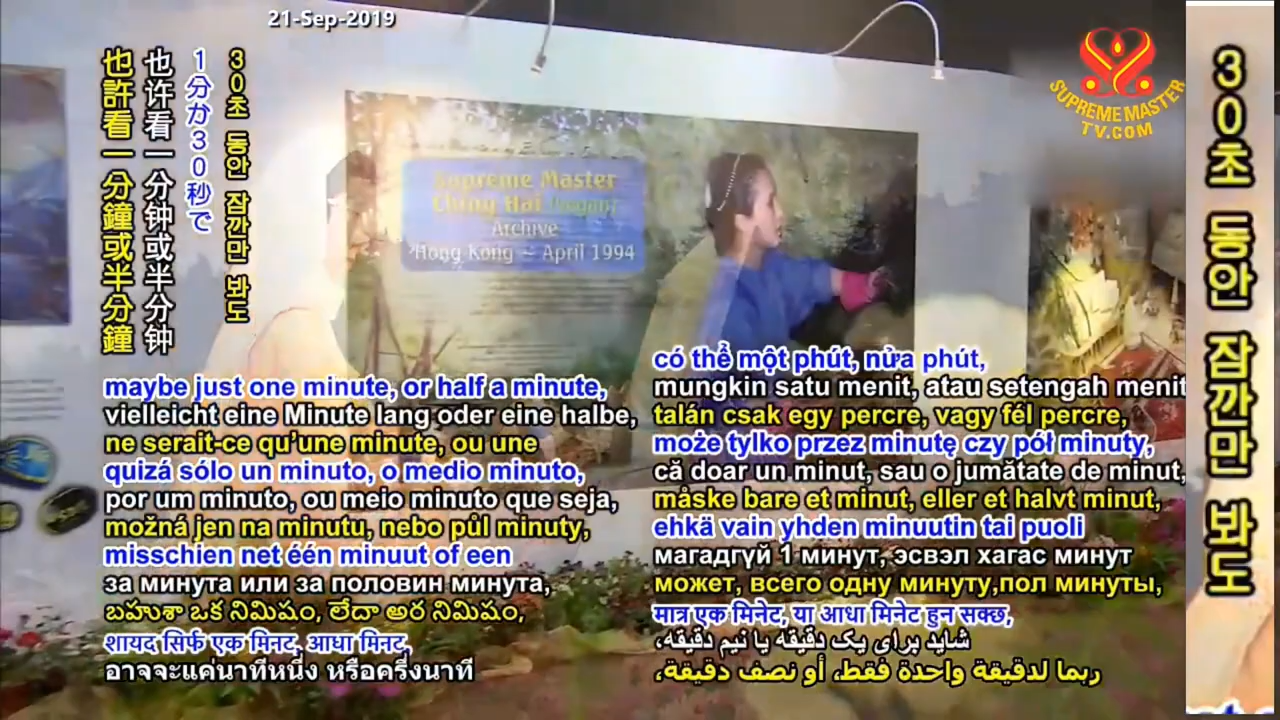 21-Sep-2019
SUPREME MASTER
TV.COM
30초 동안 잠깐만 봐도
1分か30秒で
也许看一分钟或半分钟
也許看一分鐘或半分鐘
Supreme Master
Ching Hai (vegan)
Archive
Hong Kong ~ April 1994
maybe just one minute, or half a minute,
vielleicht eine Minute lang oder eine halbe,
ne serait-ce qu’une minute, ou une
quizá sólo un minuto, o medio minuto,
por um minuto, ou meio minuto que seja,
možná jen na minutu, nebo půl minuty,
misschien net één minuut of een
за минута или за половин минута,
బహుశా ఒక నిమిషం, లేదా అర నిమిషం,
शायद सिर्फ एक मिनट, आधा मिनट,
อาจจะแค่นาทีหนึ่ง หรือครึ่งนาที
có thể một phút, nửa phút,
mungkin satu menit, atau setengah menit
talán csak egy percre, vagy fél percre,
może tylko przez minutę czy pół minuty,
că doar un minut, sau o jumătate de minut,
måske bare et minut, eller et halvt minut,
ehkä vain yhden minuutin tai puoli
магадгүй 1 минут, эсвэл хагас минут
может, всего одну минуту,пол минуты,
मात्र एक मिनेट, या आधा मिनेट हुन सक्छ,
شاید برای یک دقیقه یا نیم دقیقه،
ربما لدقيقة واحدة فقط، أو نصف دقيقة،
30초 동안 잠깐만 봐도